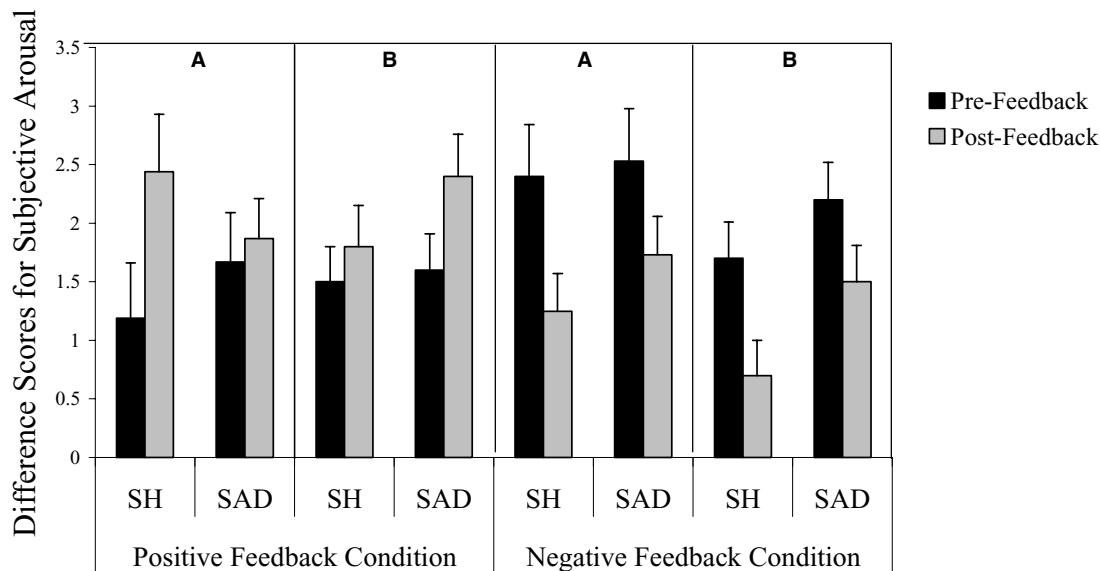 Difference Scores for Subjective Arousal
3.5
3
2.5
2
1.5
1
0.5
0
A
B
A
B
Pre-Feedback
Post-Feedback
SH SAD SH SAD SH SAD SH SAD
Positive Feedback Condition Negative Feedback Condition